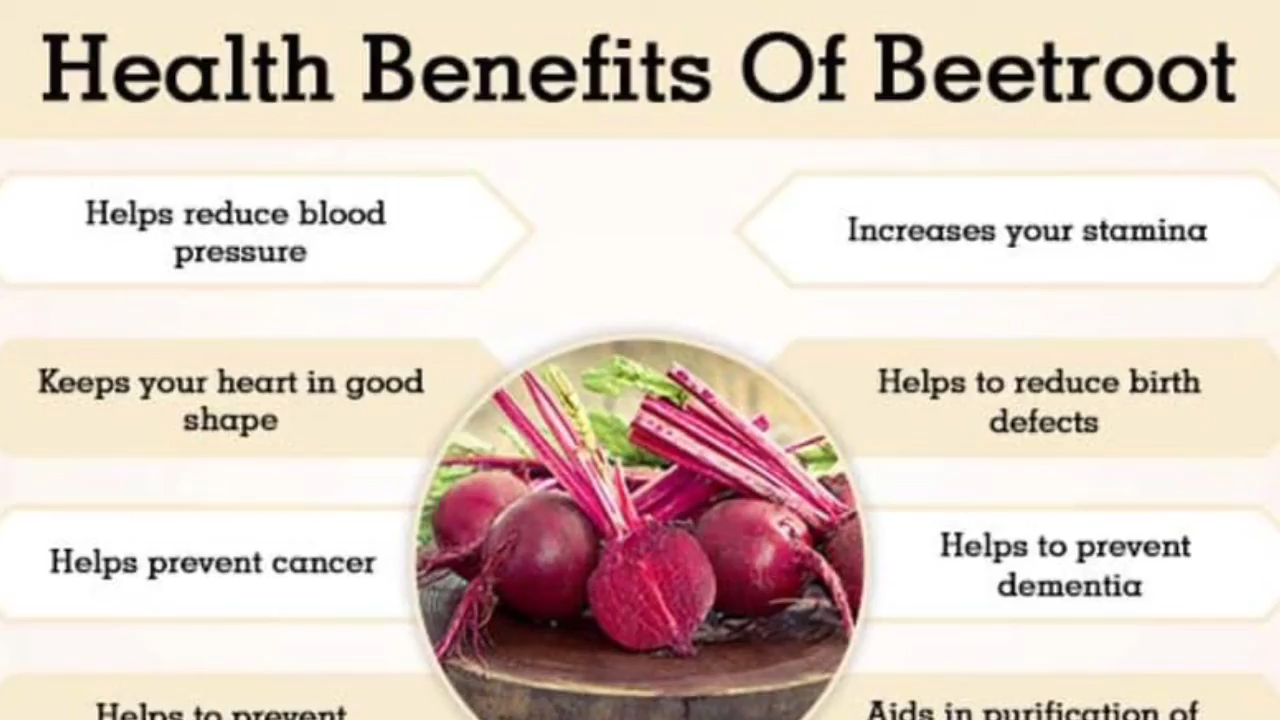 Health Benefits Of Beetroot
Helps reduce blood
pressure
Increases your stamina
Keeps your heart in good
shape
Helps to reduce birth
defects
Helps prevent cancer
Helps to prevent
dementia
Helps to prevent
Aids in purification of